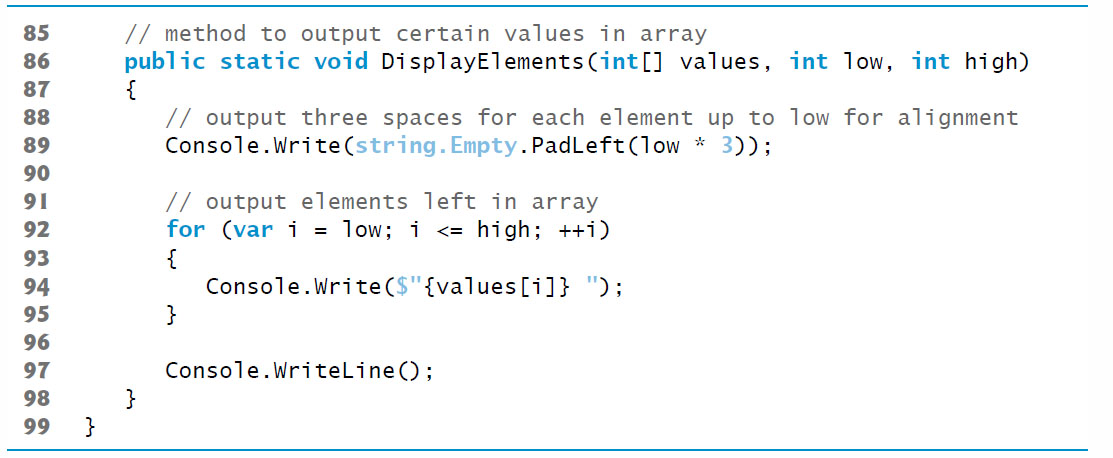 85 // method to output certain values in array
86 public static void DisplayElements(int[] values, int low, int high)
87 {
88 // output three spaces for each element up to low for alignment
89 Console.Write(string.Empty.PadLeft(low * 3));
90
91 // output elements left in array
92 for (var i = low; i <= high; ++i)
93 {
94 Console.Write($"{values[i]} ");
95 }
96
97 Console.WriteLine();
98 }
99 }